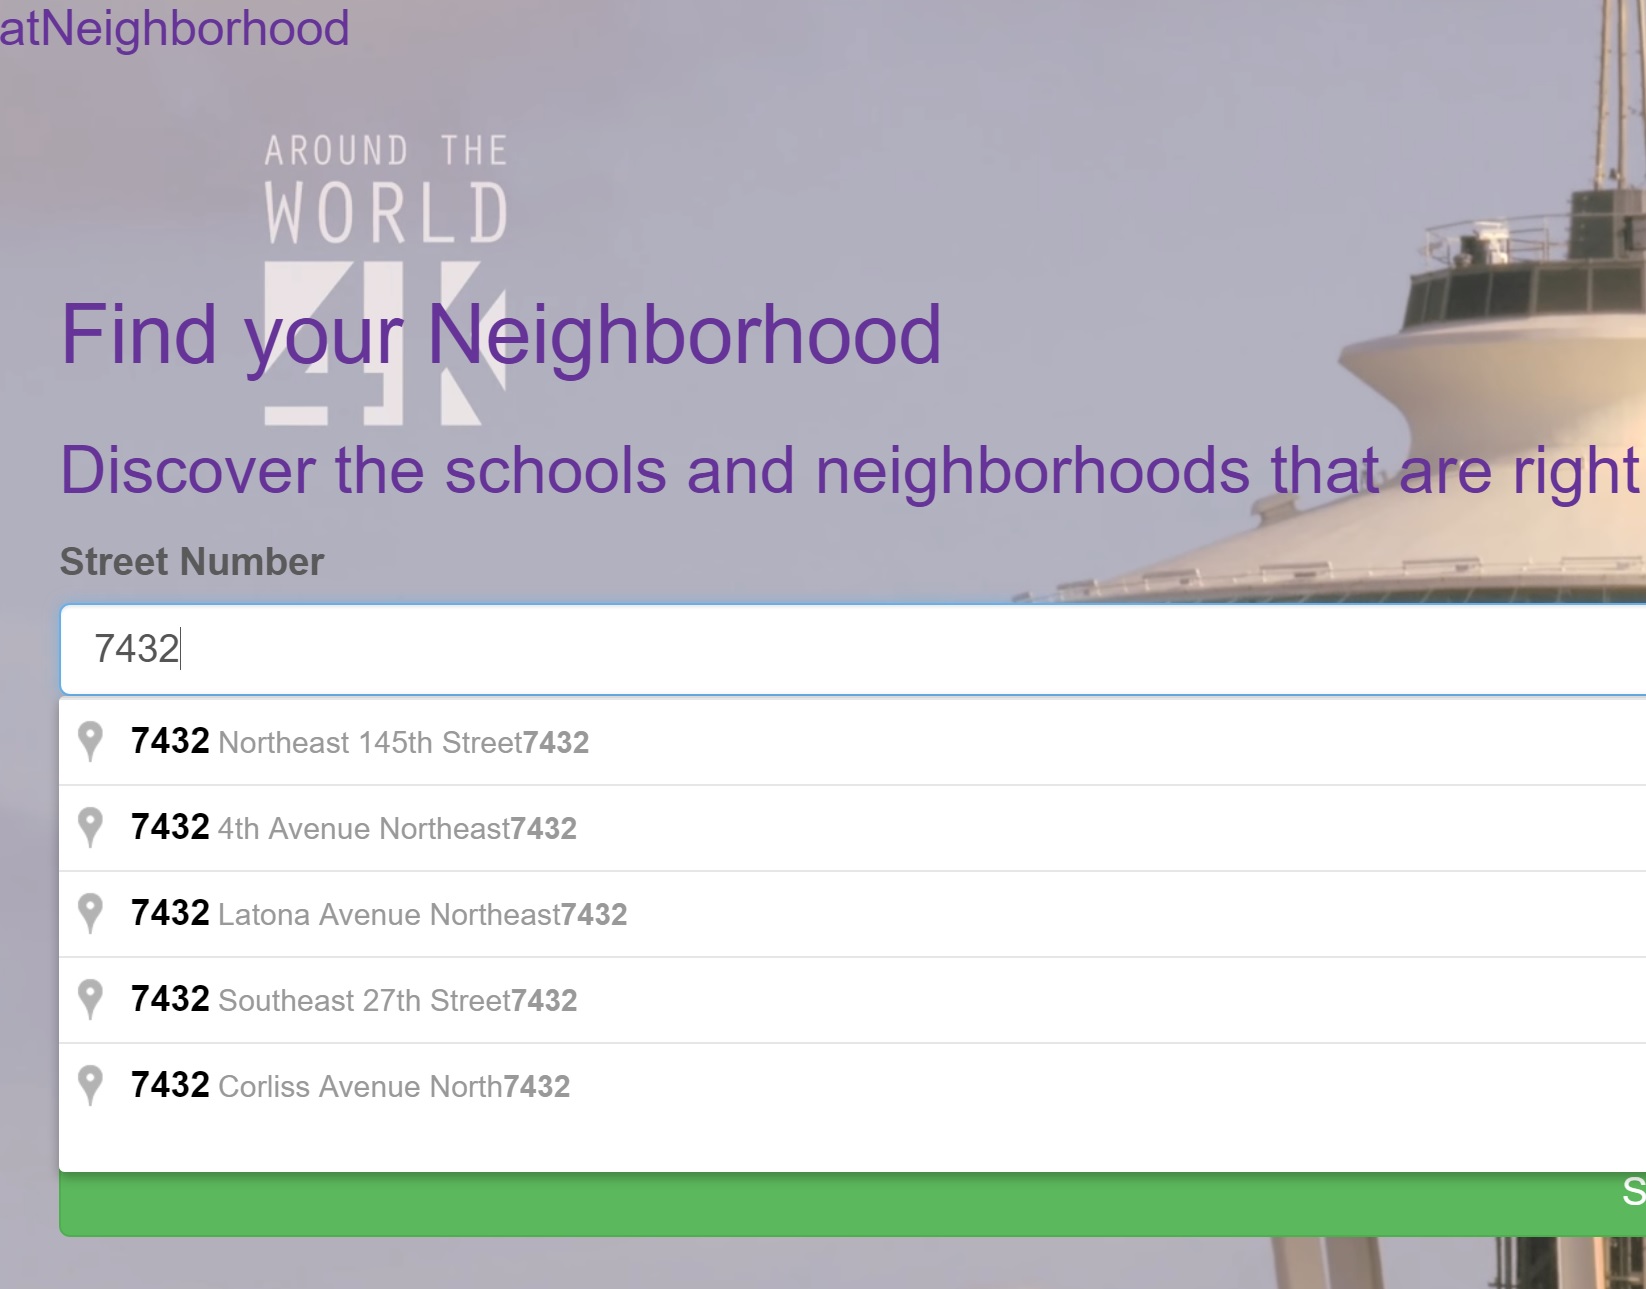 atNeighborhood
AROUND THE
WORLD
4K
Find your Neighborhood
Discover the schools and neighborhoods that are right
Street Number
7432
7432 Northeast 145th Street7432
7432 4th Avenue Northeast7432
7432 Latona Avenue Northeast7432
7432 Southeast 27th Street7432
7432 Corliss Avenue North7432
S